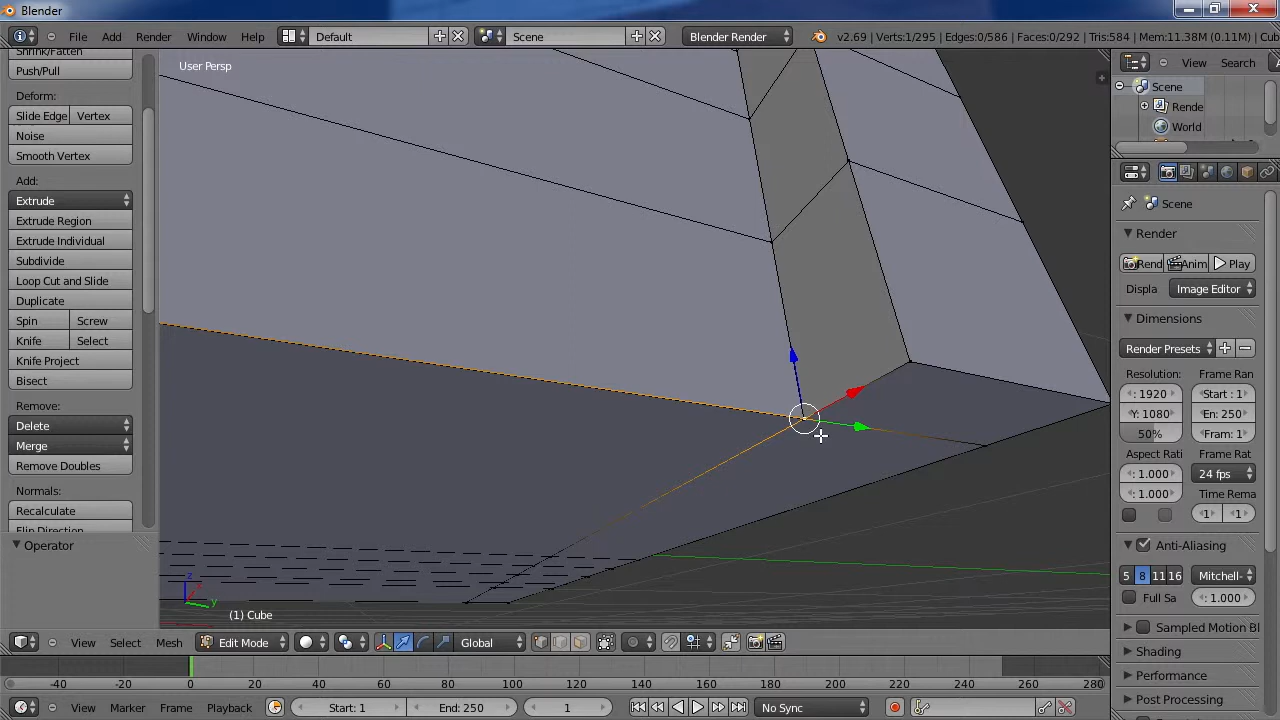 Blender
File Add Render Window Help Default Scene Blender Render v2.69 | Verts:1/295 | Edges:0/586 | Faces:0/292 | Tris:584 | Mem:11.38M (0.11M) | Cub
Shrink/Fatten
Push/Pull
Deform:
Slide Edge Vertex
Noise
Smooth Vertex
Add:
Extrude
Extrude Region
Extrude Individual
Subdivide
Loop Cut and Slide
Duplicate
Spin Screw
Knife Select
Knife Project
Bisect
Remove:
Delete
Merge
Remove Doubles
Normals:
Recalculate
Flip Direction
Operator
User Persp
z
y
(1) Cube
View Select Mesh Edit Mode Global
View Search
Scene
Rende
World
Scene
Render
Rend Anim Play
Displa Image Editor
Dimensions
Render Presets
Resolution: Frame Ran
: 1920 Start : 1
Y: 1080 En: 250
50% Fram: 1
Aspect Rati Frame Rat
: 1.000 24 fps
: 1.000 Time Rema
1 1
Anti-Aliasing
5 8 11 16 Mitchell-
Full Sa : 1.000
Sampled Motion Bl
Shading
Performance
Post Processing
-40 -20 0 20 40 60 80 100 120 140 160 180 200 220 240 260 280
View Marker Frame Playback Start: 1 End: 250 1 No Sync